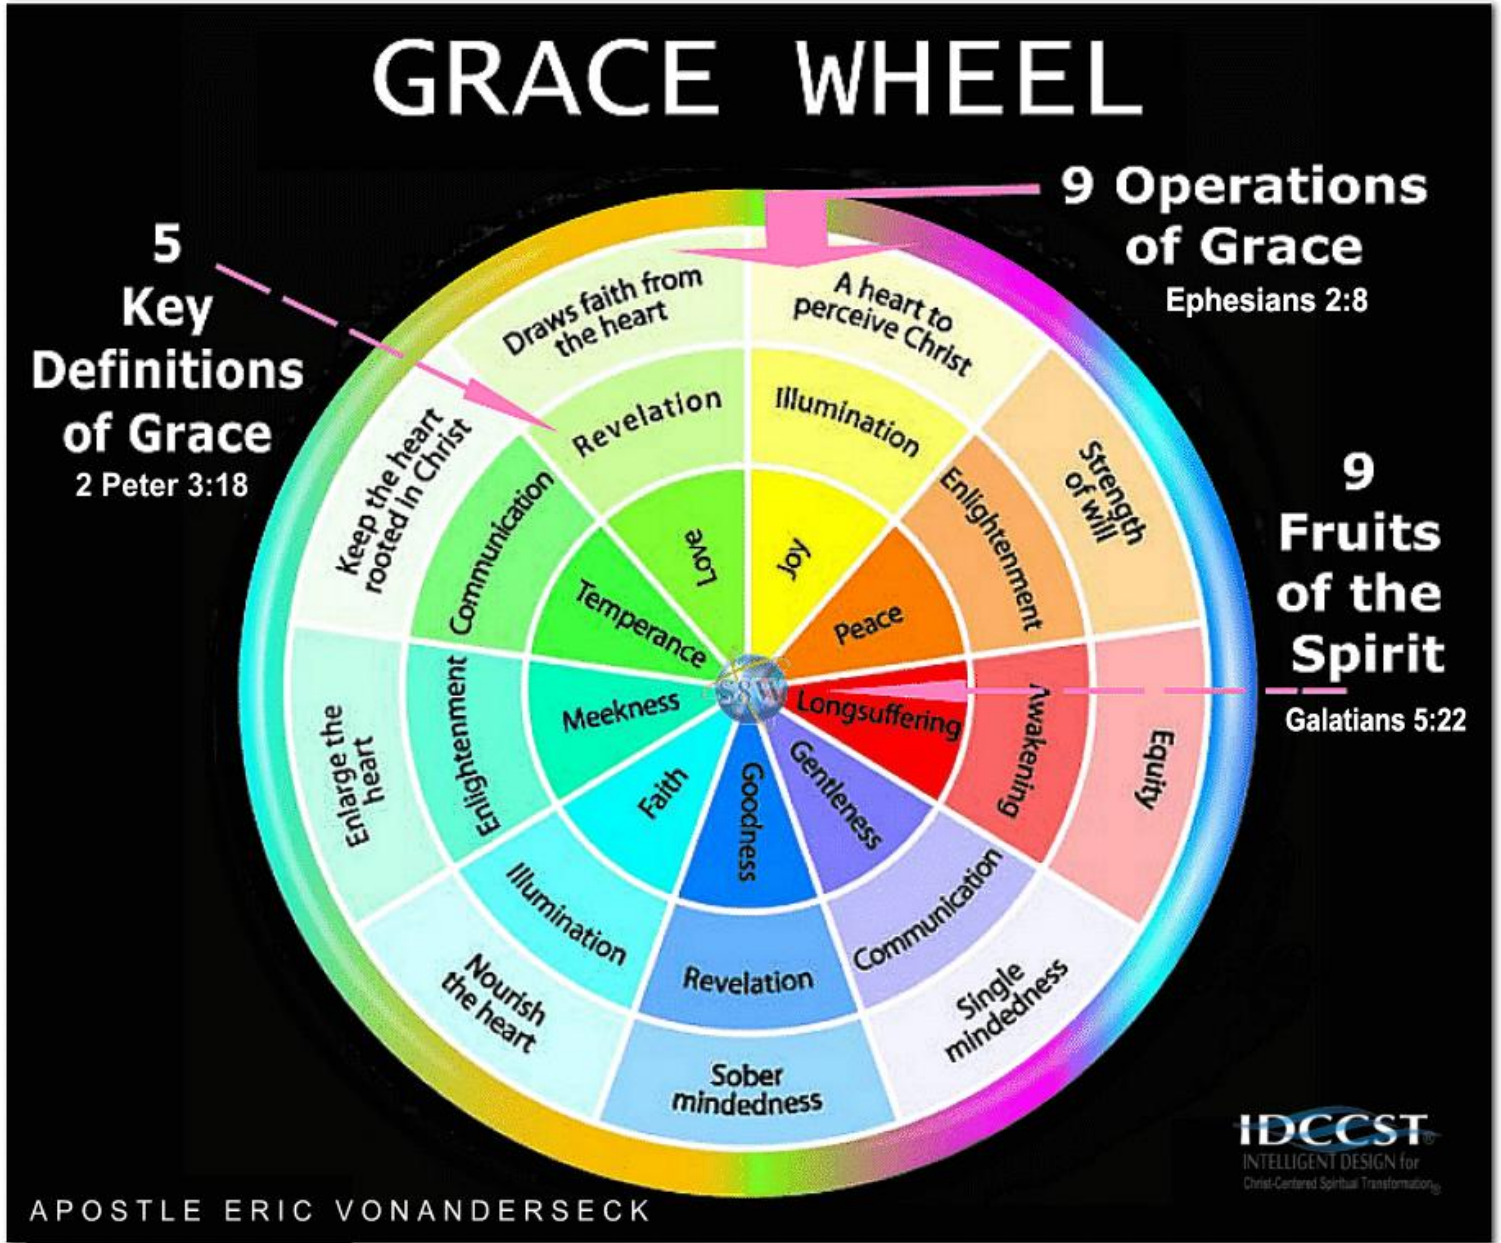 GRACE WHEEL
9 Operations
of Grace
Ephesians 2:8
5
Key
Definitions
of Grace
2 Peter 3:18
9
Fruits
of the
Spirit
Galatians 5:22
Draws faith from
the heart
A heart to
perceive Christ
Strength
of will
Equity
Single
mindedness
Sober
mindedness
Nourish
the heart
Enlarge the
heart
Keep the heart
rooted in Christ
Revelation
Illumination
Enlightenment
Awakening
Communication
Revelation
Illumination
Enlightenment
Communication
Love
Joy
Peace
Longsuffering
Gentleness
Goodness
Faith
Meekness
Temperance
IDCCST®
INTELLIGENT DESIGN for
Christ-Centered Spiritual Transformation®
APOSTLE ERIC VONANDERSECK